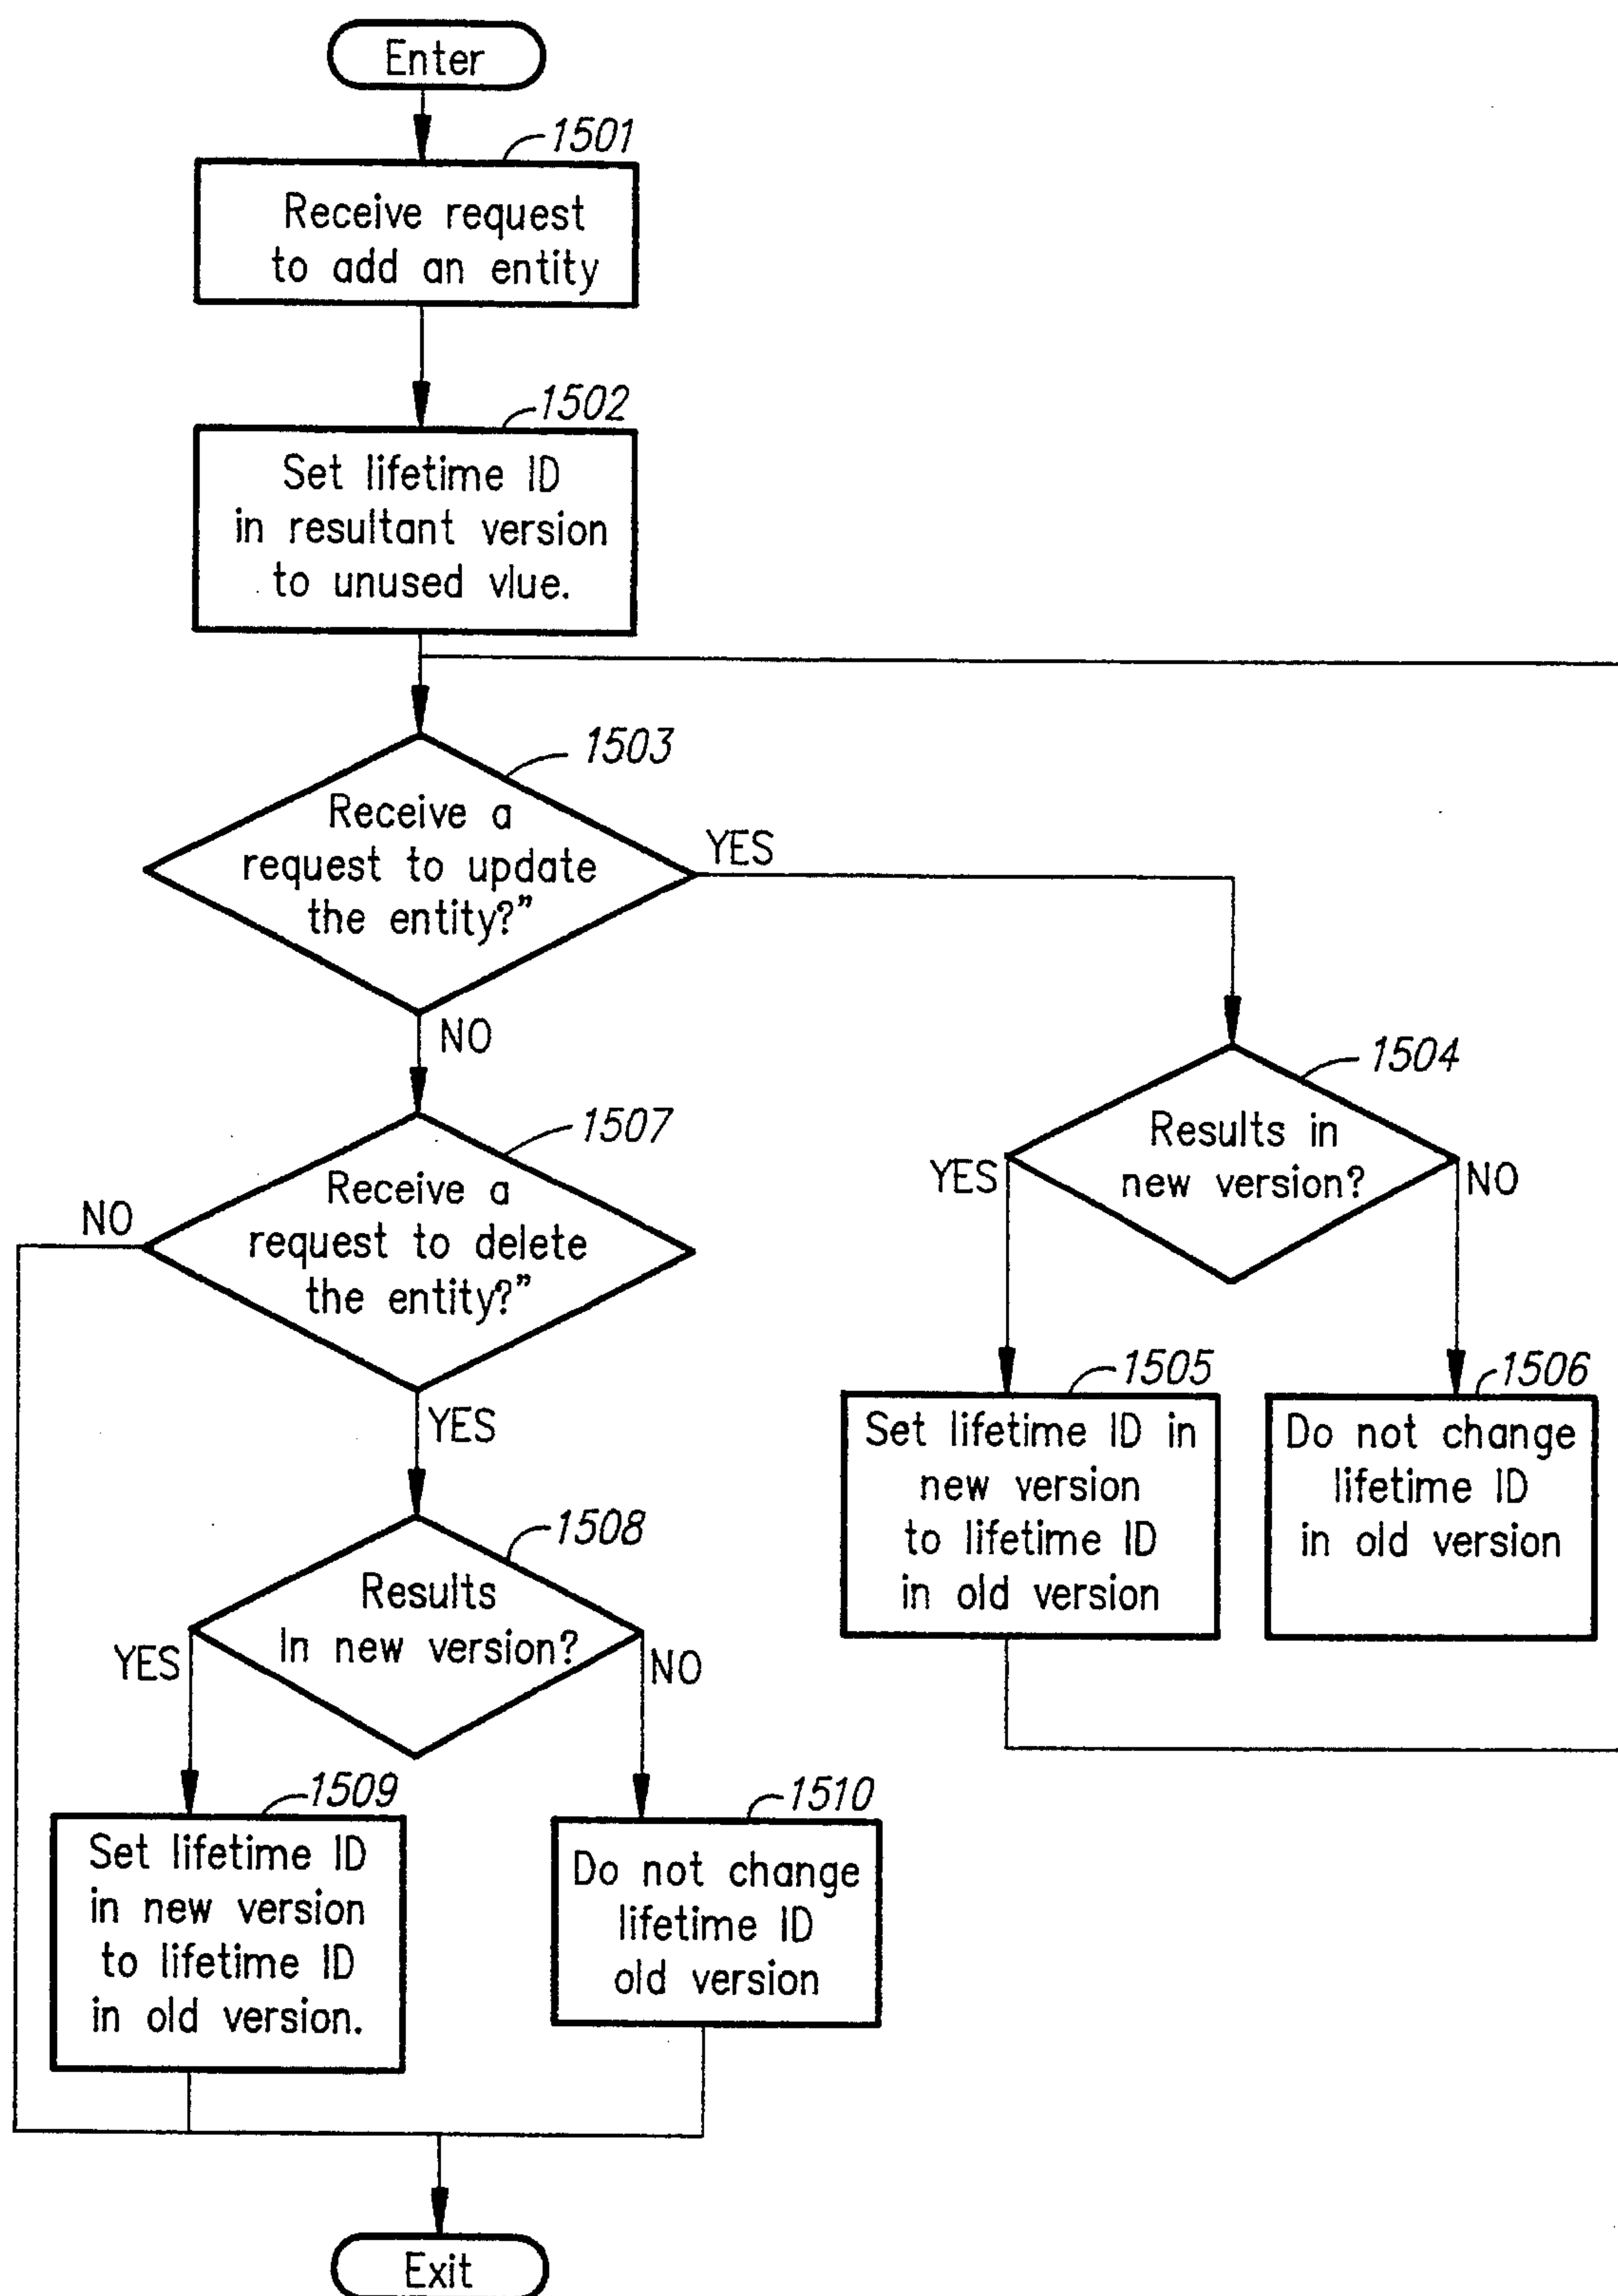 Enter
1501
Receive request
to add an entity
1502
Set lifetime ID
in resultant version
to unused vlue.
1503
Receive a
request to update
the entity?"
YES
NO
1504
Results in
new version?
YES
NO
1507
Receive a
request to delete
the entity?"
NO
YES
1505
Set lifetime ID in
new version
to lifetime ID
in old version
1506
Do not change
lifetime ID
in old version
1508
Results
In new version?
YES
NO
1509
Set lifetime ID
in new version
to lifetime ID
in old version.
1510
Do not change
lifetime ID
old version
Exit